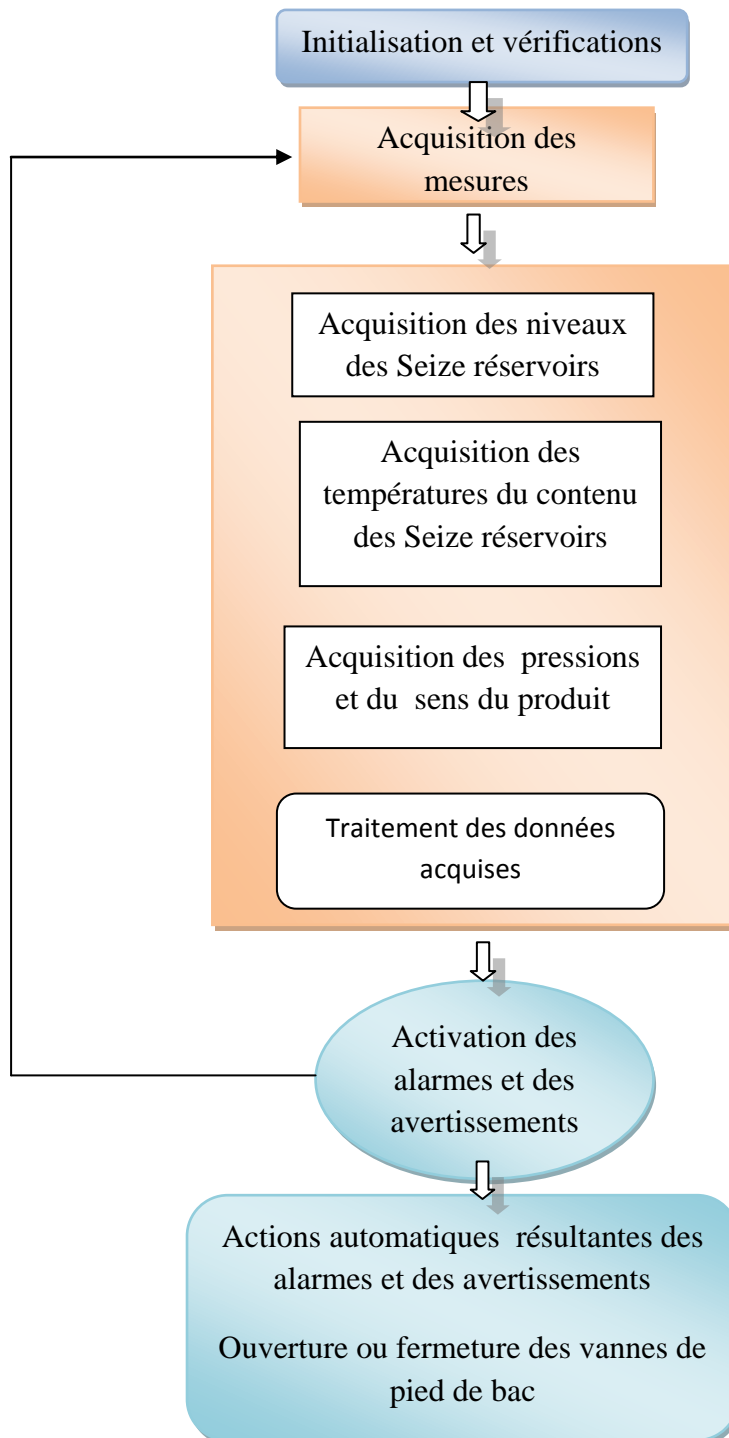 Initialisation et vérifications
Acquisition des
mesures
Acquisition des niveaux
des Seize réservoirs
Acquisition des
températures du contenu
des Seize réservoirs
Acquisition des pressions
et du sens du produit
Traitement des données
acquises
Activation des
alarmes et des
avertissements
Actions automatiques résultantes des
alarmes et des avertissements
Ouverture ou fermeture des vannes de
pied de bac